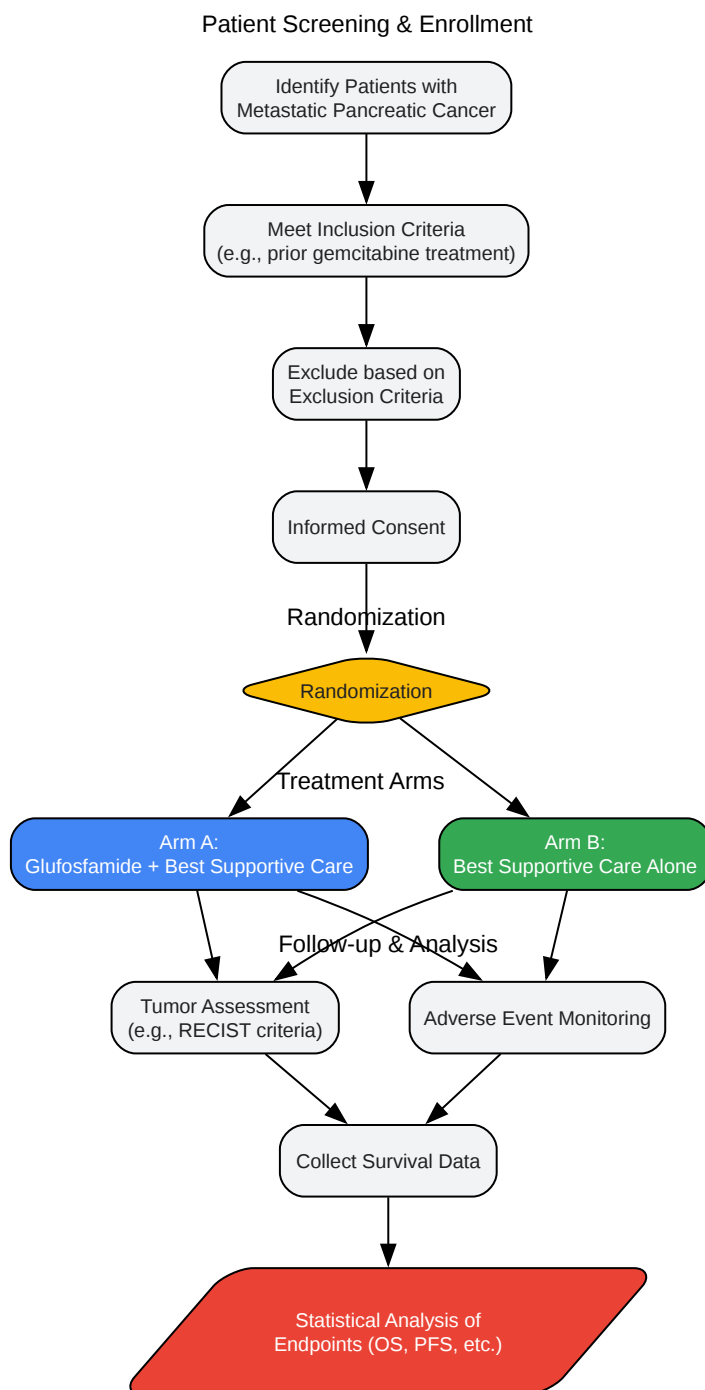 Patient Screening & Enrollment
Identify Patients with
Metastatic Pancreatic Cancer
Meet Inclusion Criteria
(e.g., prior gemcitabine treatment)
Exclude based on
Exclusion Criteria
Informed Consent
Randomization
Randomization
Treatment Arms
Arm A:
Glufosfamide + Best Supportive Care
Arm B:
Best Supportive Care Alone
Follow-up & Analysis
Tumor Assessment
(e.g., RECIST criteria)
Adverse Event Monitoring
Collect Survival Data
Statistical Analysis of
Endpoints (OS, PFS, etc.)